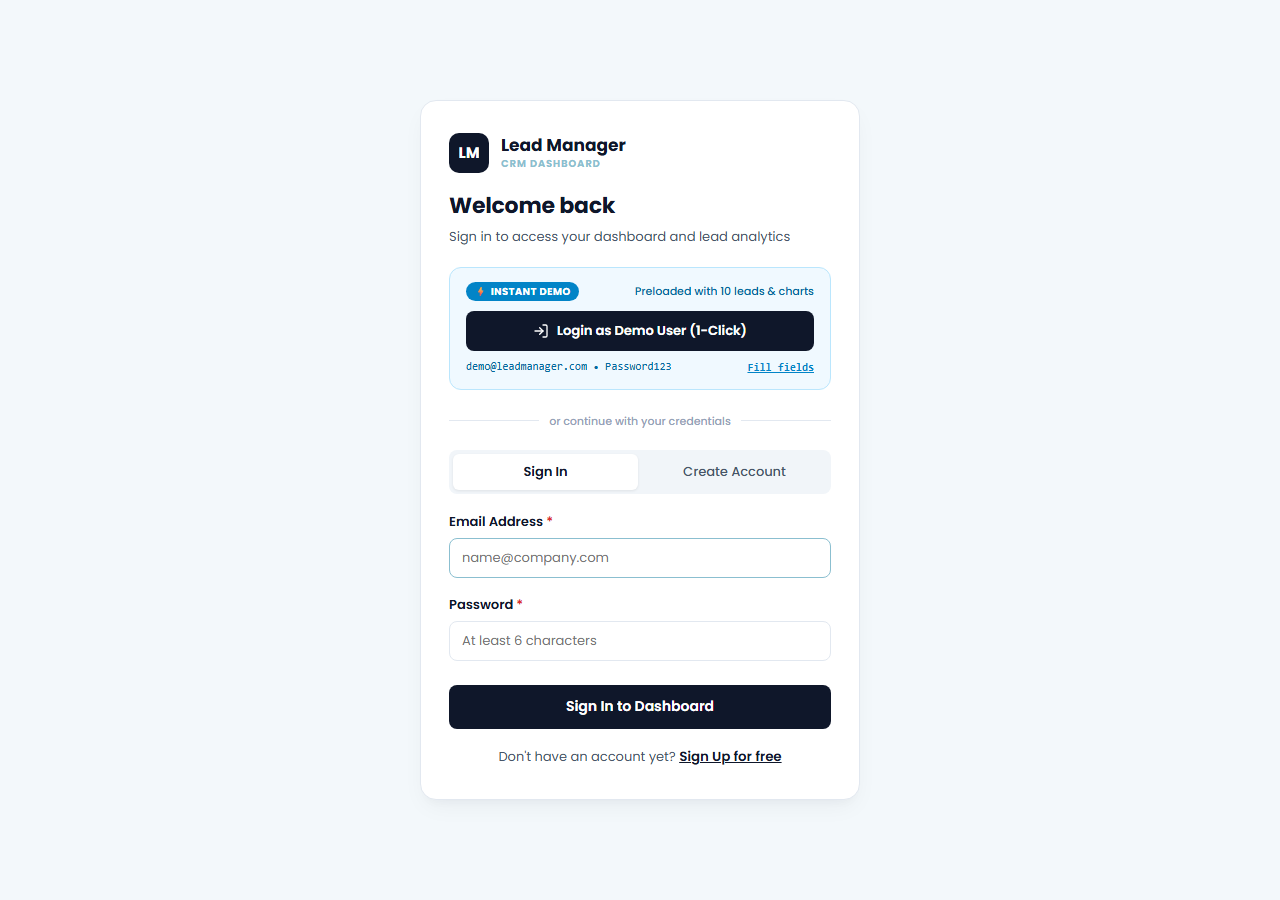 LM
Lead Manager
CRM DASHBOARD
Welcome back
Sign in to access your dashboard and lead analytics
INSTANT DEMO
Preloaded with 10 leads & charts
Login as Demo User (1-Click)
demo@leadmanager.com • Password123
Fill fields
or continue with your credentials
Sign In
Create Account
Email Address *
name@company.com
Password *
At least 6 characters
Sign In to Dashboard
Don't have an account yet? Sign Up for free